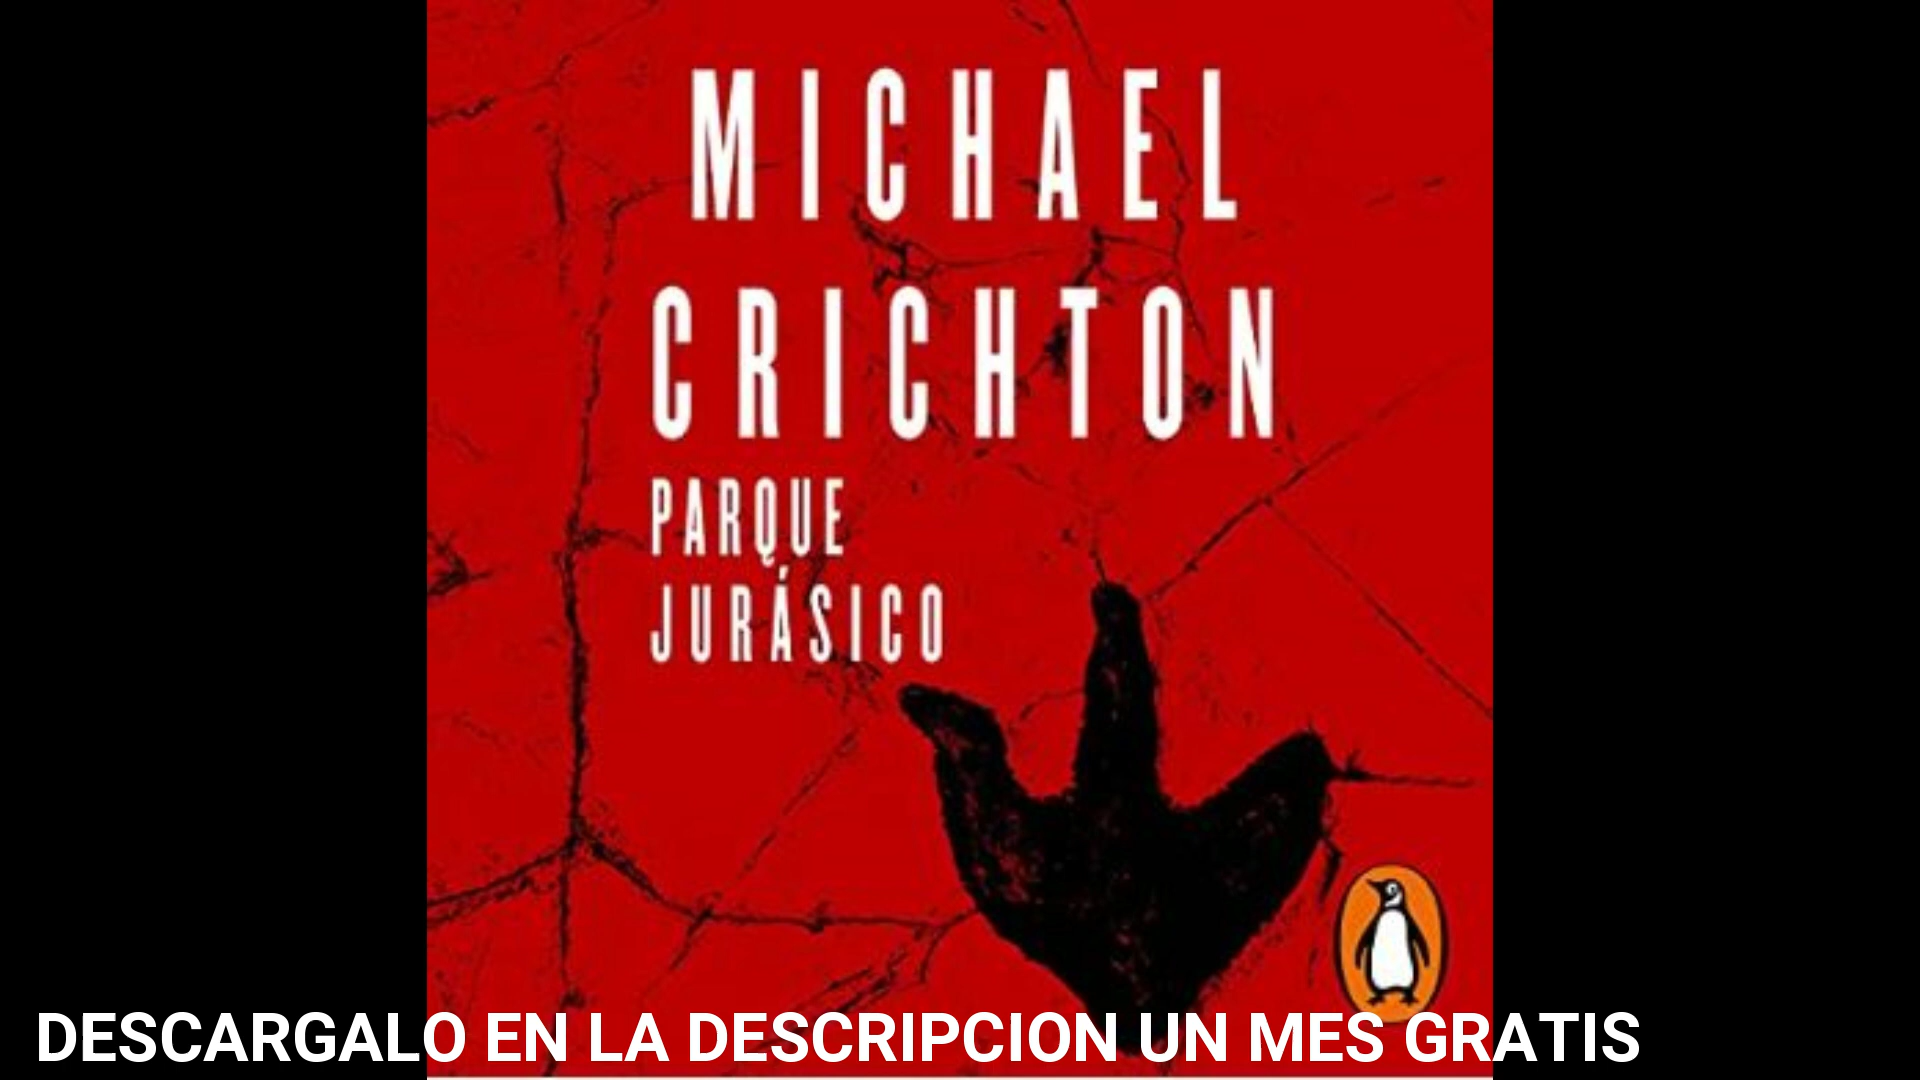 MICHAEL
CRICHTON
PARQUE
JURÁSICO
DESCARGALO EN LA DESCRIPCION UN MES GRATIS